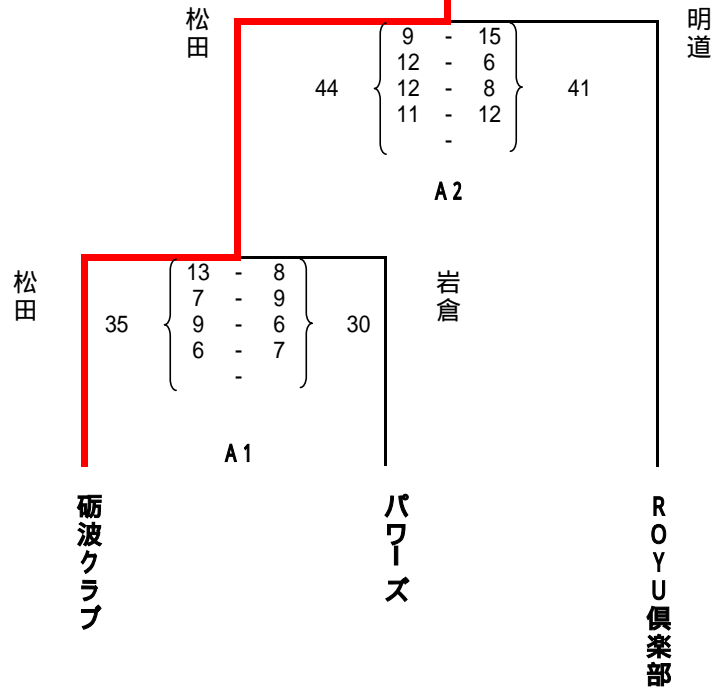 松田
明道
9 - 15
12 - 6
44 12 - 8 41
11 - 12
-
A2
松田
岩倉
13 - 8
7 - 9
35 9 - 6 30
6 - 7
-
A1
砺波クラブ
パワーズ
ROYU倶楽部